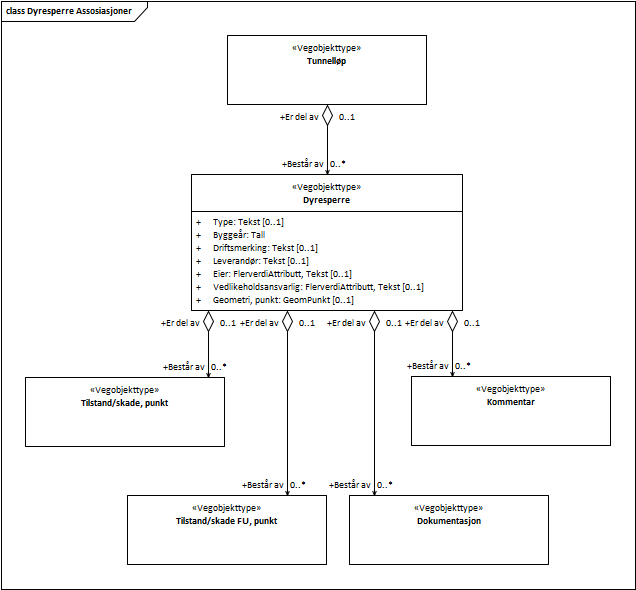 class Dyresperre Assosiasjoner
«Vegobjekttype»
Tunnelløp
+Er del av 0..1
+Består av 0..*
«Vegobjekttype»
Dyresperre
+ Type: Tekst [0..1]
+ Byggeår: Tall
+ Driftsmerking: Tekst [0..1]
+ Leverandør: Tekst [0..1]
+ Eier: FlerverdiAttributt, Tekst [0..1]
+ Vedlikeholdsansvarlig: FlerverdiAttributt, Tekst [0..1]
+ Geometri, punkt: GeomPunkt [0..1]
+Er del av 0..1 +Er del av 0..1 +Er del av 0..1 +Er del av 0..1
+Består av 0..* +Består av 0..*
«Vegobjekttype»
Tilstand/skade, punkt
«Vegobjekttype»
Kommentar
+Består av 0..* +Består av 0..*
«Vegobjekttype»
Tilstand/skade FU, punkt
«Vegobjekttype»
Dokumentasjon